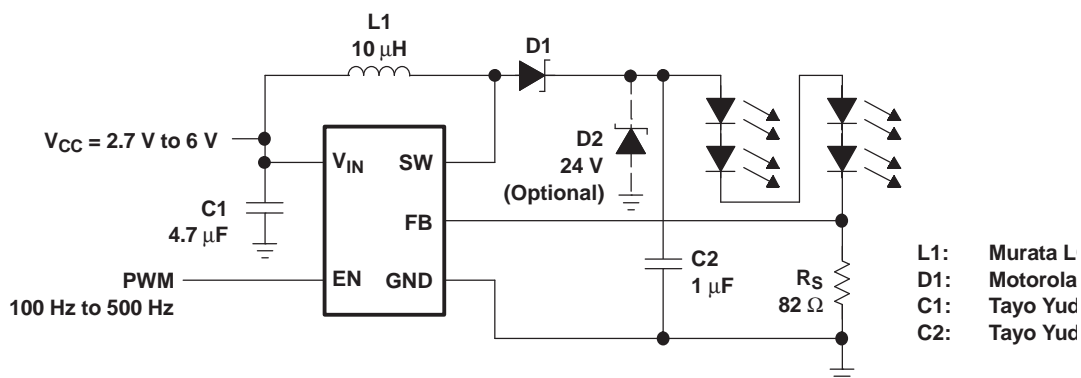 L1
10 μH
D1
VCC = 2.7 V to 6 V
VIN
SW
D2
24 V
(Optional)
C1
4.7 μF
FB
C2
1 μF
RS
82 Ω
PWM
100 Hz to 500 Hz
EN
GND
L1: Murata
D1: Motorola
C1: Tayo
C2: Tayo